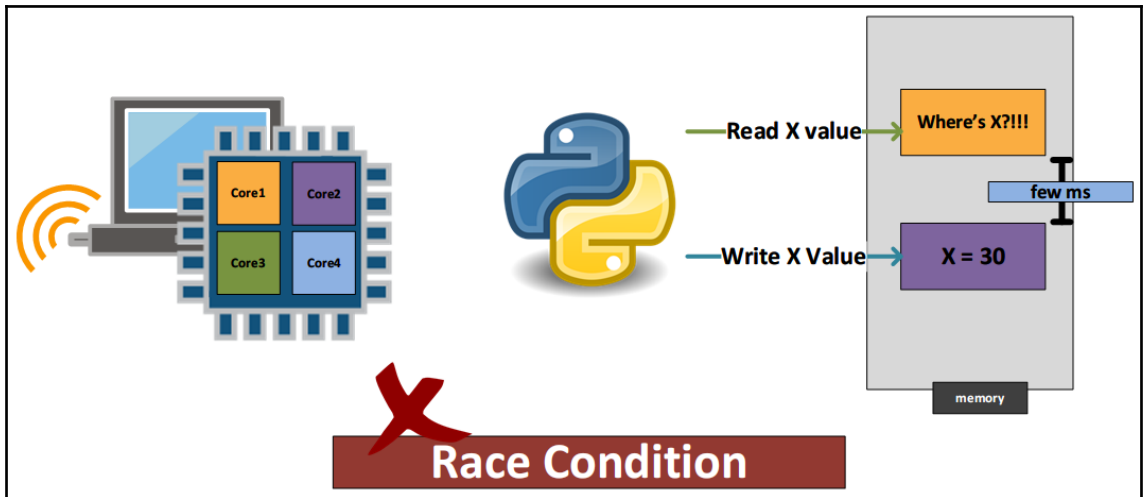 Core1
Core2
Core3
Core4
Read X value
Where's X?!!!
few ms
Write X Value
X = 30
memory
Race Condition